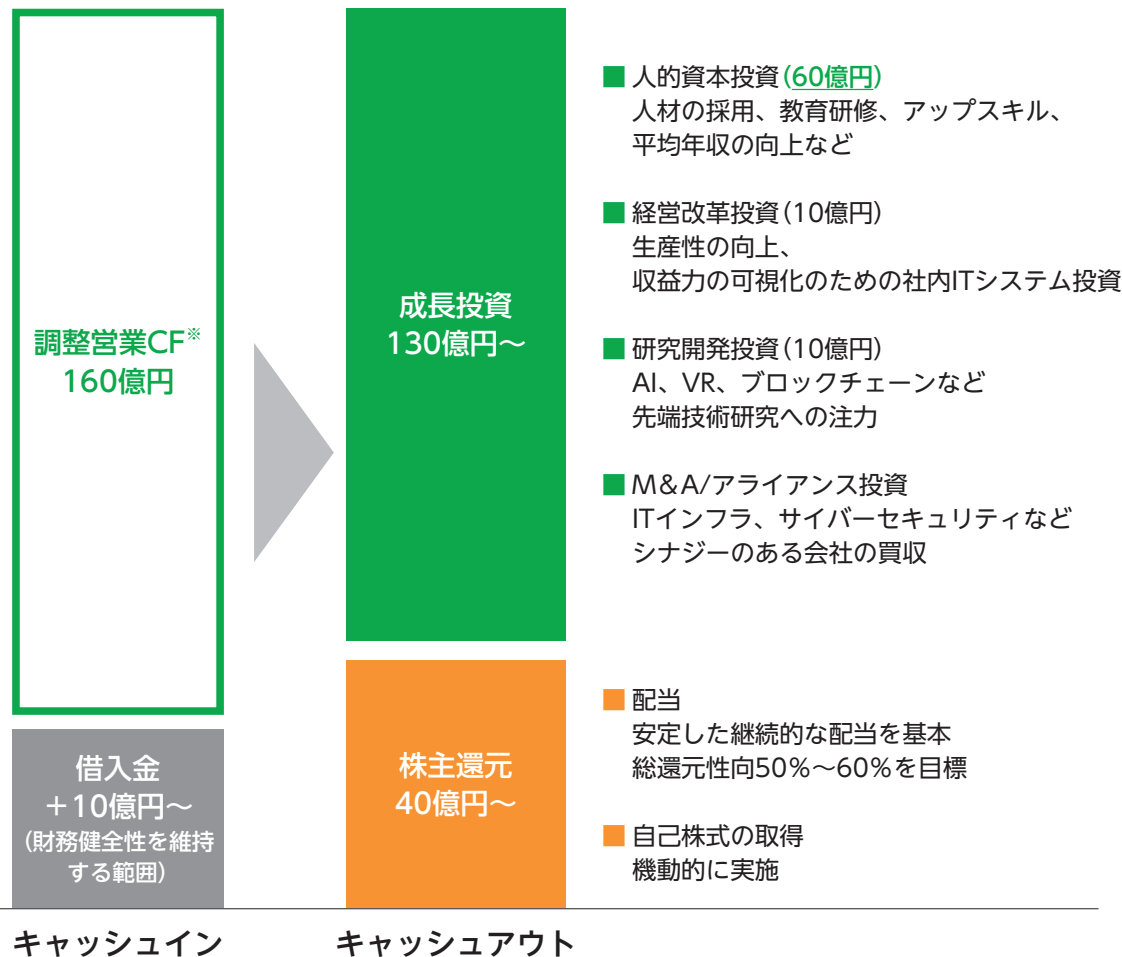 調整営業CF※
160億円
借入金
＋10億円～
(財務健全性を維持
する範囲)
キャッシュイン
成長投資
130億円～
株主還元
40億円～
キャッシュアウト
■ 人的資本投資(60億円)
人材の採用、教育研修、アップスキル、
平均年収の向上など
■ 経営改革投資(10億円)
生産性の向上、
収益力の可視化のための社内ITシステム投資
■ 研究開発投資(10億円)
AI、VR、ブロックチェーンなど
先端技術研究への注力
■ M＆A/アライアンス投資
ITインフラ、サイバーセキュリティなど
シナジーのある会社の買収
■ 配当
安定した継続的な配当を基本
総還元性向50％～60％を目標
■ 自己株式の取得
機動的に実施